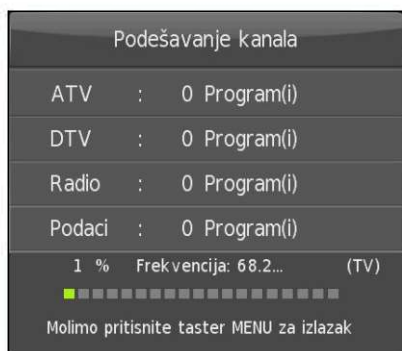 Podešavanje kanala
ATV : 0 Program(i)
DTV : 0 Program(i)
Radio : 0 Program(i)
Podaci : 0 Program(i)
1 % Frekvencija: 68.2... (TV)
Molimo pritisnite taster MENU za izlazak